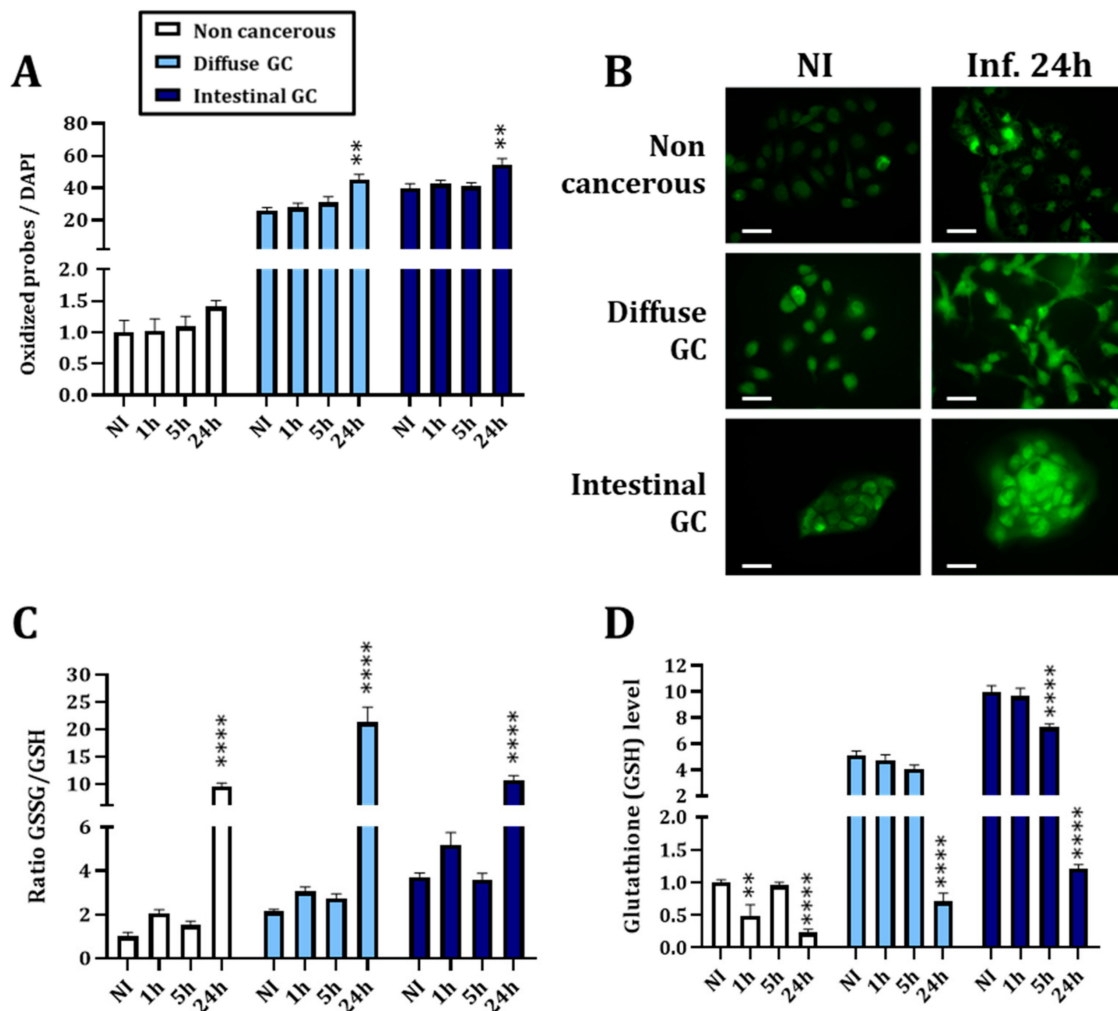 Non cancerous
Diffuse GC
Intestinal GC
A
Oxidized probes / DAPI
80
60
40
20
2.0
1.5
1.0
0.5
0.0
**
**
NI 1h 5h 24h NI 1h 5h 24h NI 1h 5h 24h
B
NI Inf. 24h
Non
cancerous
Diffuse
GC
Intestinal
GC
C
Ratio GSSG/GSH
30
25
20
15
10
6
4
2
0
****
****
****
NI 1h 5h 24h NI 1h 5h 24h NI 1h 5h 24h
D
Glutathione (GSH) level
12
10
8
6
4
2
2.0
1.5
1.0
0.5
0.0
**
****
****
****
****
NI 1h 5h 24h NI 1h 5h 24h NI 1h 5h 24h